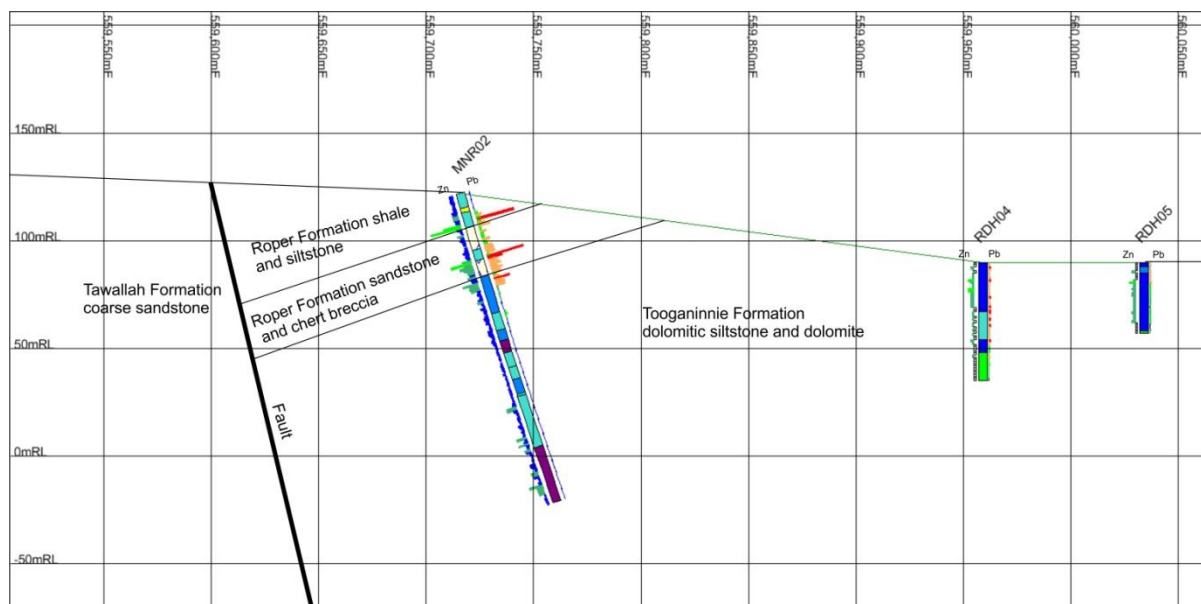 559,550mE
559,600mE
559,650mE
559,700mE
559,750mE
559,800mE
559,850mE
559,900mE
559,950mE
560,000mE
560,050mE
150mRL
MNR02
Zn
Pb
RDH04
Zn
Pb
RDH05
Zn
Pb
100mRL
Roper Formation shale
and siltstone
Roper Formation sandstone
and chert breccia
Tawallah Formation
coarse sandstone
Tooganinnie Formation
dolomitic siltstone and dolomite
50mRL
Fault
0mRL
-50mRL